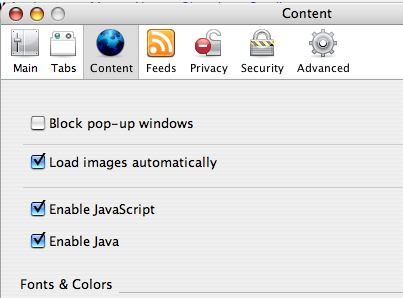 Content
Main Tabs Content Feeds Privacy Security Advanced
Block pop-up windows
Load images automatically
Enable JavaScript
Enable Java
Fonts & Colors